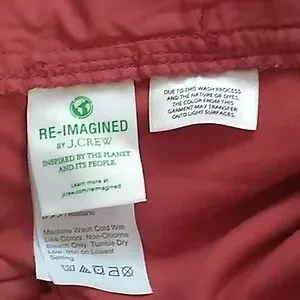 RE-IMAGINED
BY J.CREW
INSPIRED BY THE PLANET
AND ITS PEOPLE.
Learn more at
jcrew.com/reimagined
Machine Wash Cold With
Like Colors. Non-Chlorine
Bleach Only. Tumble Dry
Low. Iron on Lowest
Setting.
DUE TO THIS WASH PROCESS
AND THE NATURE OF DYES,
THE COLOR FROM THIS
GARMENT MAY TRANSFER
ONTO LIGHT SURFACES.